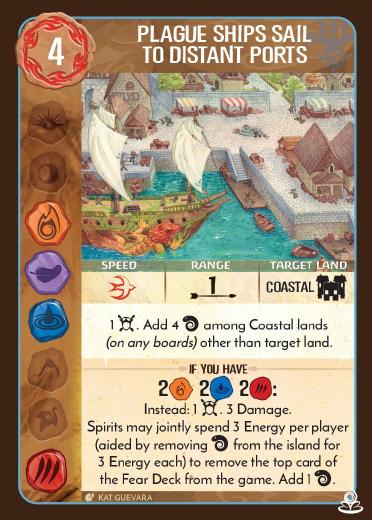 4
PLAGUE SHIPS SAIL
TO DISTANT PORTS
SPEED RANGE TARGET LAND
1 COASTAL
1 . Add 4 among Coastal lands
(on any boards) other than target land.
IF YOU HAVE
2 2 2 :
Instead: 1 . 3 Damage.
Spirits may jointly spend 3 Energy per player
(aided by removing from the island for
3 Energy each) to remove the top card of
the Fear Deck from the game. Add 1 .
KAT GUEVARA